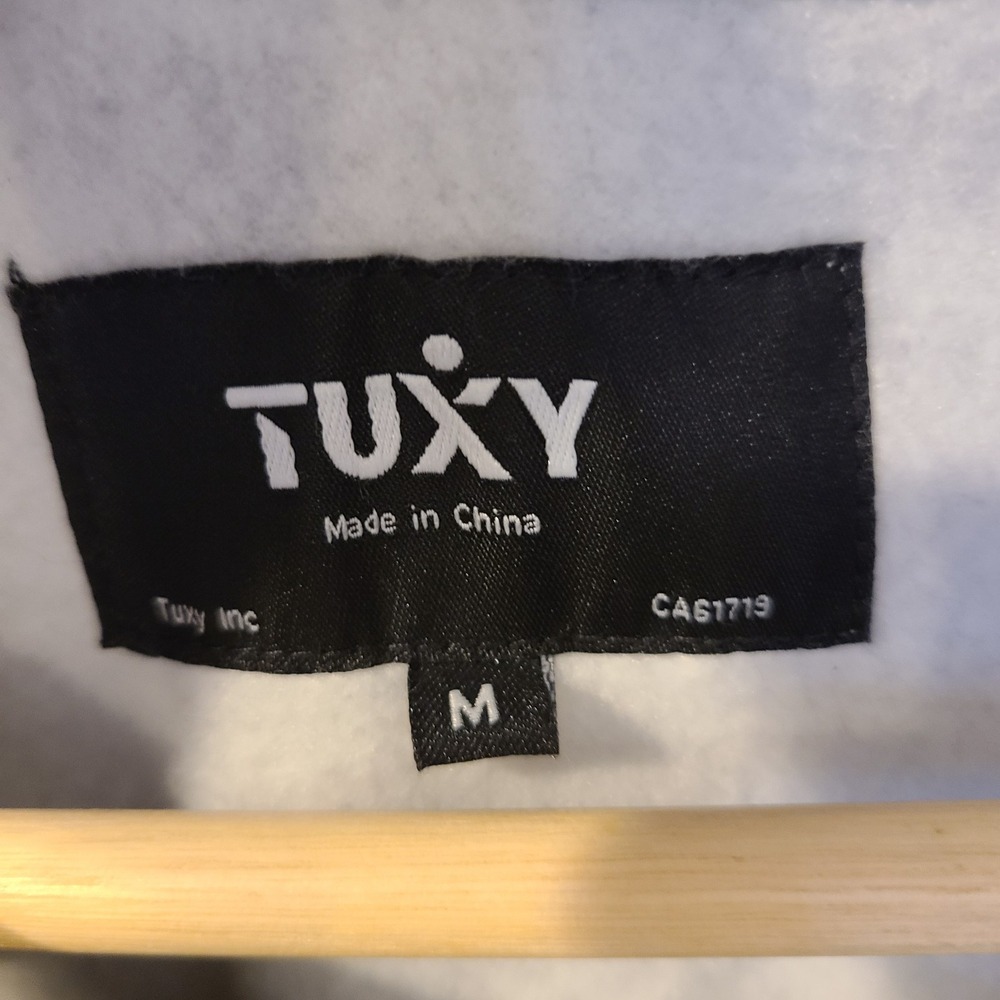 TUXY
Made in China
Tuxy Inc
CA61719
M